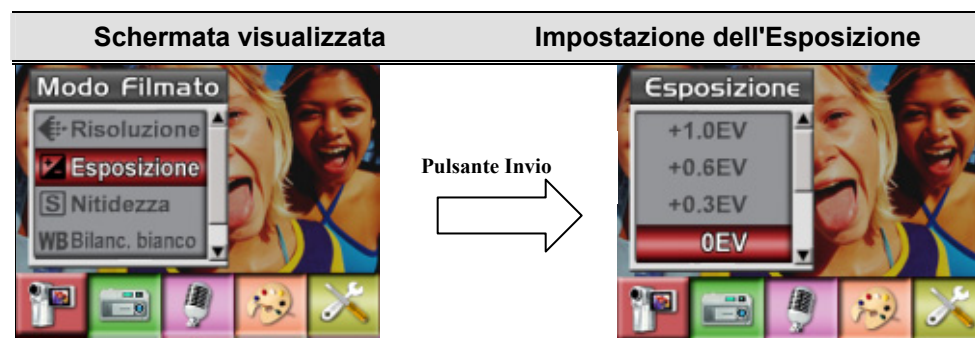 Schermata visualizzata
Impostazione dell'Esposizione
Modo Filmato
Risoluzione
Esposizione
S Nitidezza
WB Bilanc. bianco
Pulsante Invio
Esposizione
+1.0EV
+0.6EV
+0.3EV
0EV